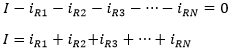 I − i_{R1} − i_{R2} − i_{R3} − ⋯ − i_{RN} = 0
I = i_{R1} + i_{R2}+i_{R3} + ⋯ + i_{RN}